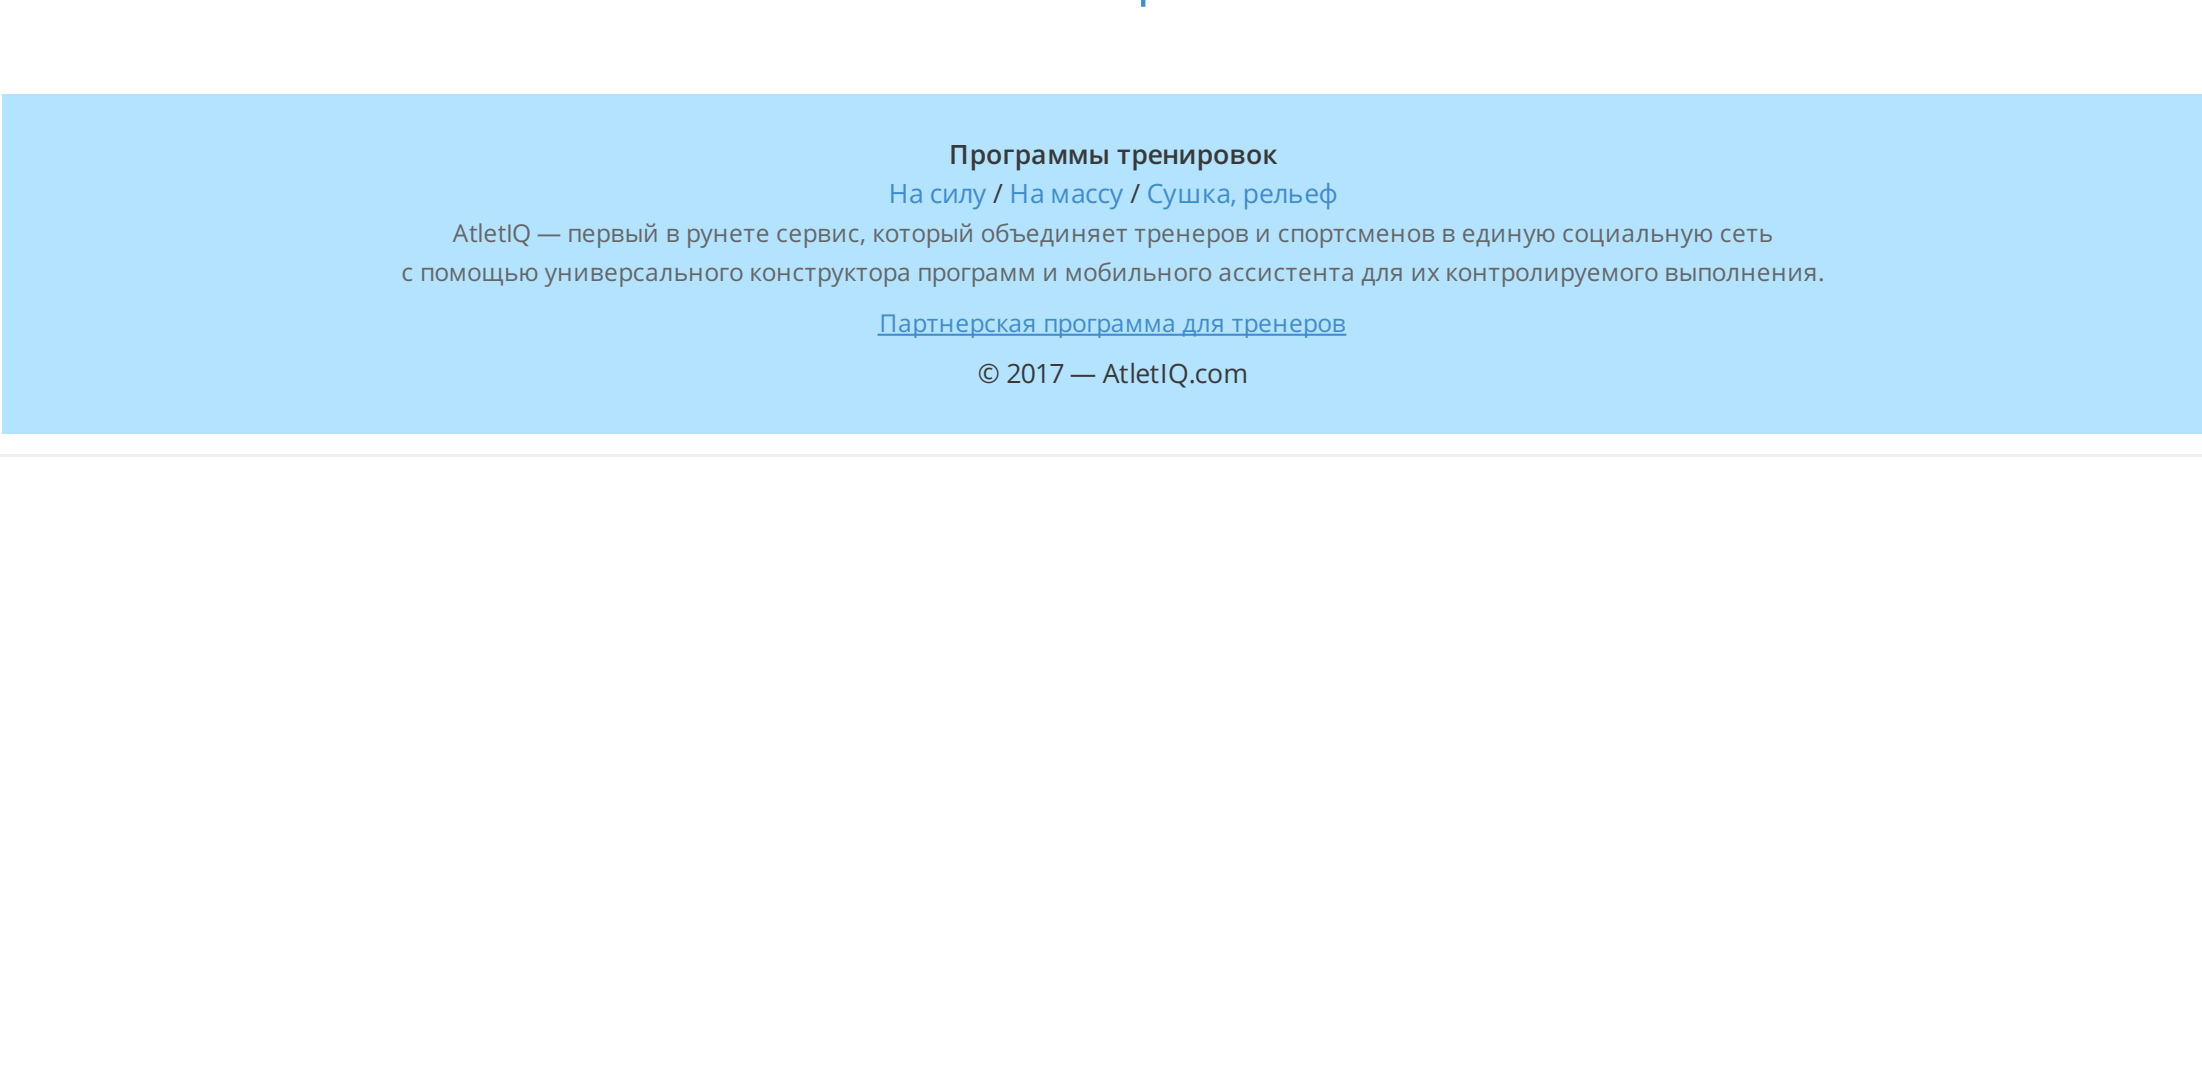 Программы тренировок
На силу / На массу / Сушка, рельеф
AtletIQ — первый в рунете сервис, который объединяет тренеров и спортсменов в единую социальную сеть
с помощью универсального конструктора программ и мобильного ассистента для их контролируемого выполнения.
Партнерская программа для тренеров
© 2017 — AtletIQ.com